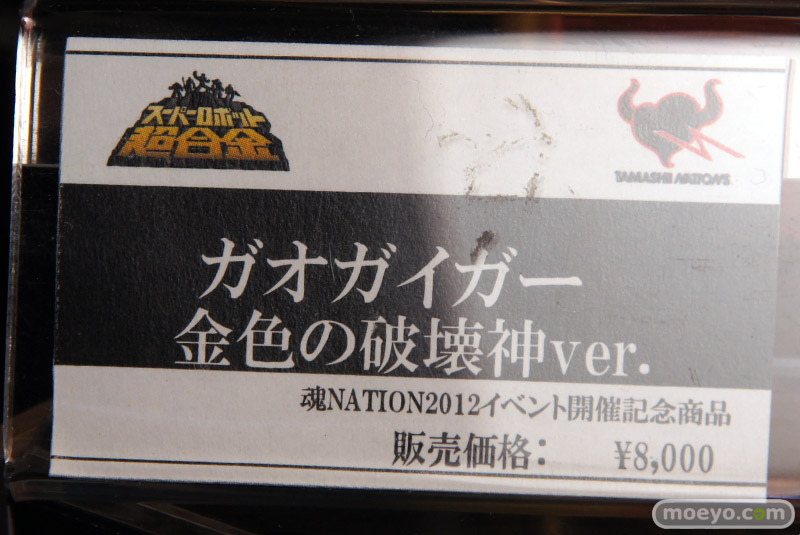 スーパーロボット
超合金
TAMASHII NATIONS
ガオガイガー
金色の破壊神ver.
魂NATION2012イベント開催記念商品
販売価格: ¥8,000
moeyo.com